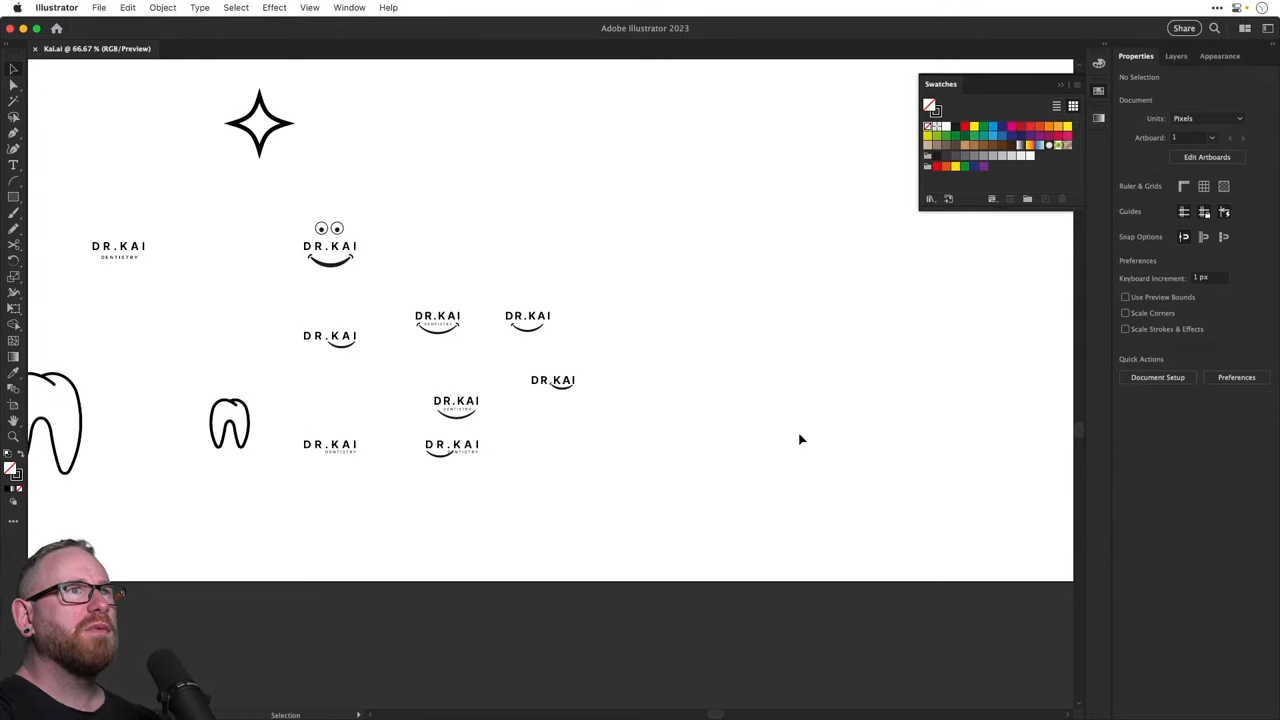 Illustrator File Edit Object Type Select Effect View Window Help
Adobe Illustrator 2023
Share
× Kai.ai @ 66.67 % (RGB/Preview)
Properties Layers Appearance
No Selection
Document
Units: Pixels
Artboard: 1
Edit Artboards
Ruler & Grids
Guides
Snap Options
Preferences
Keyboard Increment: 1 px
Use Preview Bounds
Scale Corners
Scale Strokes & Effects
Quick Actions
Document Setup Preferences
Swatches
DR.KAI
DENTISTRY
DR.KAI
DR.KAI
DENTISTRY
DR.KAI
DR.KAI
DR.KAI
DR.KAI
DENTISTRY
DR.KAI
DENTISTRY
DR.KAI
DENTISTRY
Selection